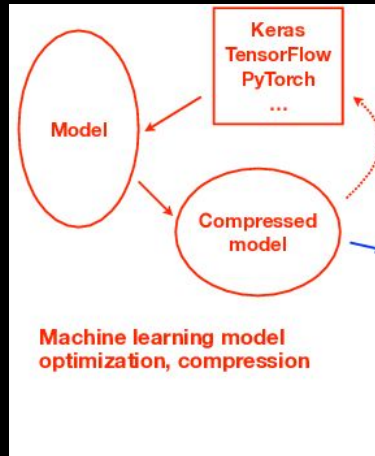 Keras
TensorFlow
PyTorch
...
Model
Compressed
model
Machine learning model
optimization, compression